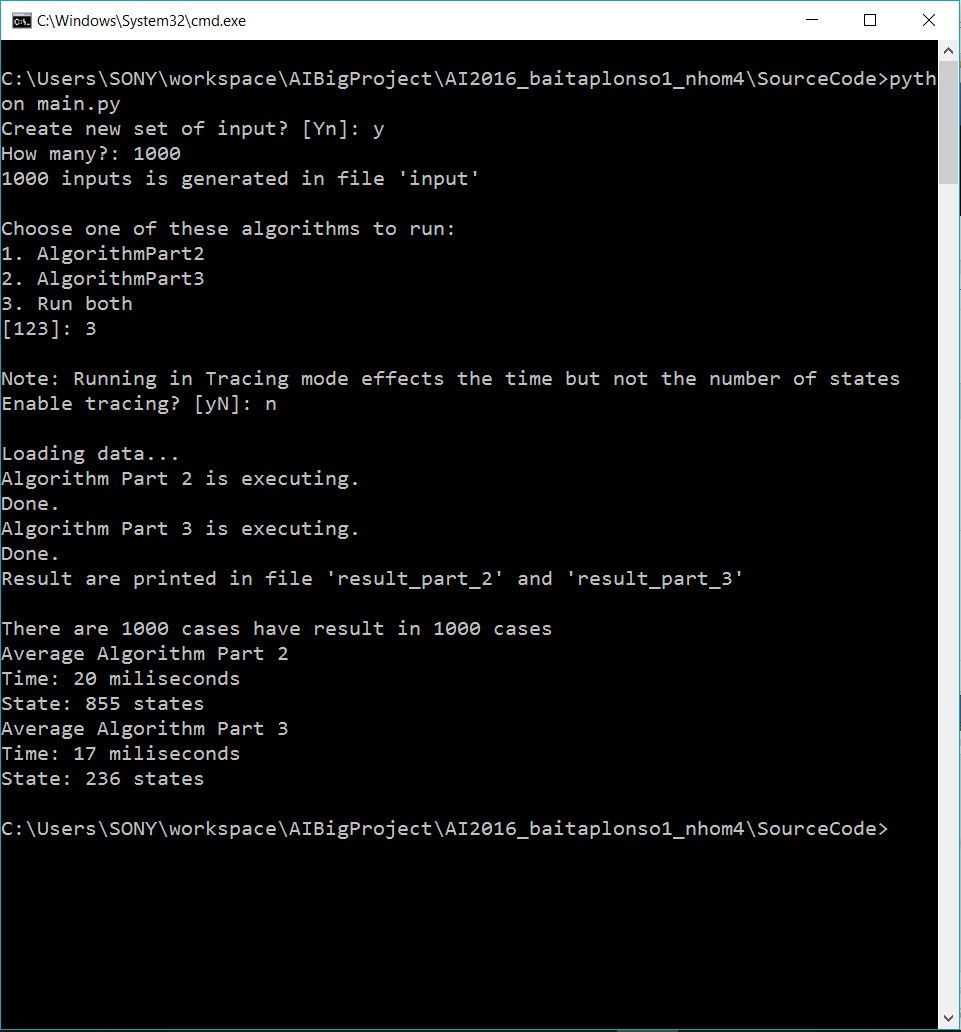 C:\Windows\System32\cmd.exe
C:\Users\SONY\workspace\AIBigProject\AI2016_baitaplonso1_nhom4\SourceCode>pyth
on main.py
Create new set of input? [Yn]: y
How many?: 1000
1000 inputs is generated in file 'input'
Choose one of these algorithms to run:
1. AlgorithmPart2
2. AlgorithmPart3
3. Run both
[123]: 3
Note: Running in Tracing mode effects the time but not the number of states
Enable tracing? [yN]: n
Loading data...
Algorithm Part 2 is executing.
Done.
Algorithm Part 3 is executing.
Done.
Result are printed in file 'result_part_2' and 'result_part_3'
There are 1000 cases have result in 1000 cases
Average Algorithm Part 2
Time: 20 miliseconds
State: 855 states
Average Algorithm Part 3
Time: 17 miliseconds
State: 236 states
C:\Users\SONY\workspace\AIBigProject\AI2016_baitaplonso1_nhom4\SourceCode>